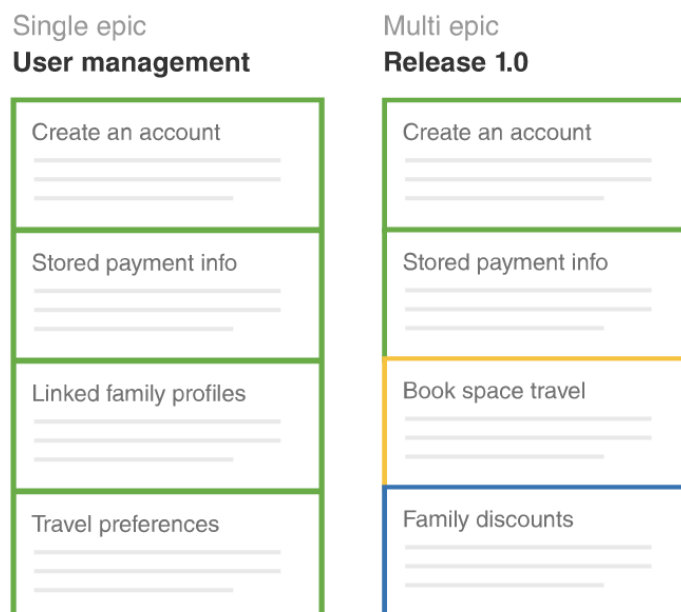 Single epic
User management
Create an account
Stored payment info
Linked family profiles
Travel preferences
Multi epic
Release 1.0
Create an account
Stored payment info
Book space travel
Family discounts